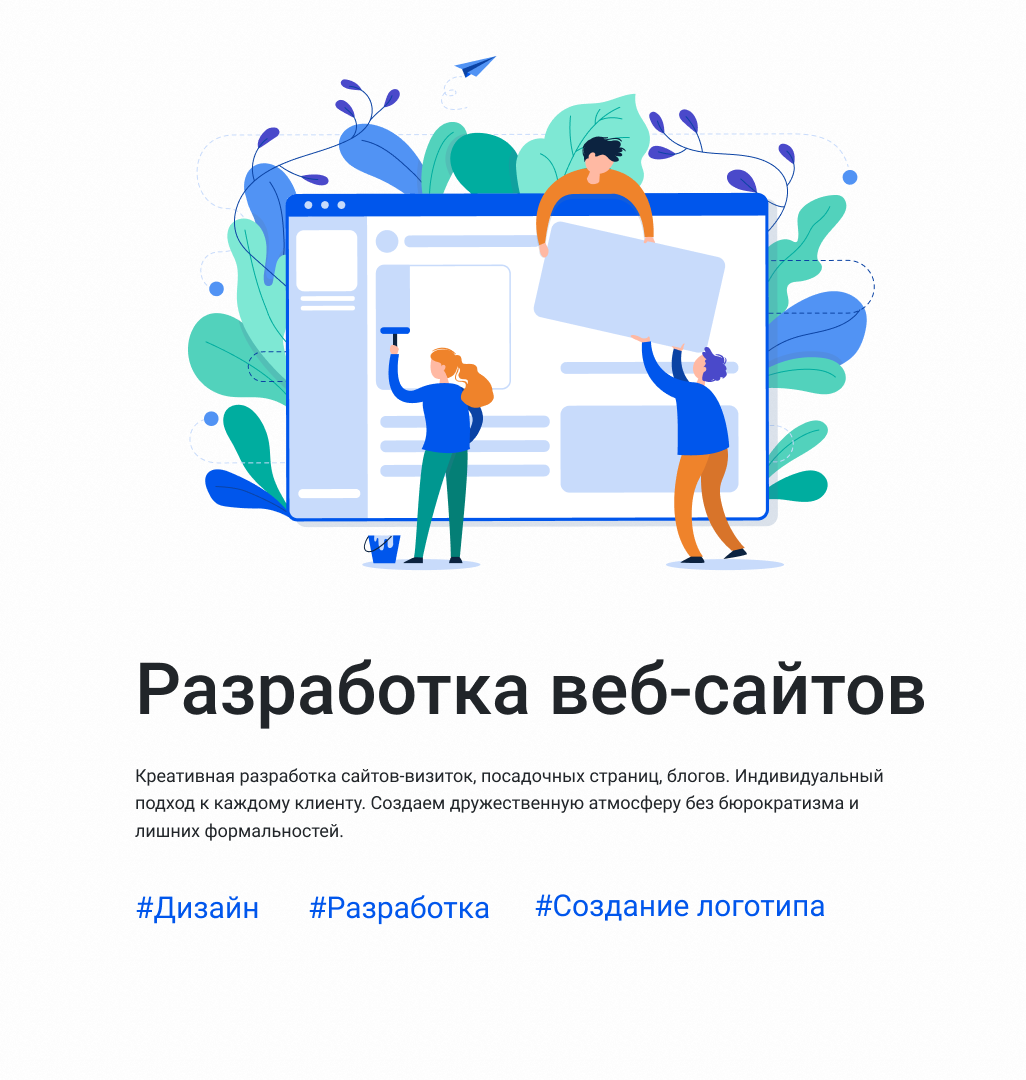 Разработка веб-сайтов
Креативная разработка сайтов-визиток, посадочных страниц, блогов. Индивидуальный
подход к каждому клиенту. Создаем дружественную атмосферу без бюрократизма и
лишних формальностей.
#Дизайн #Разработка #Создание логотипа